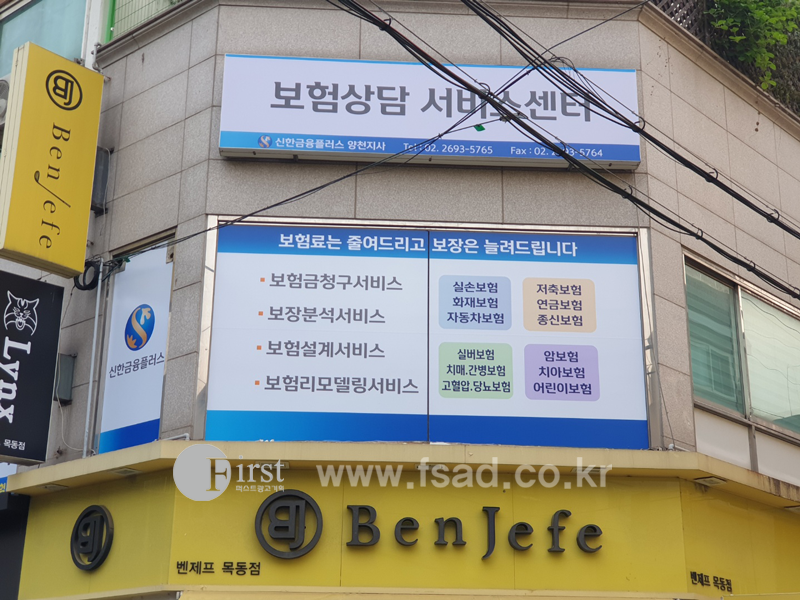 보험상담 서비스센터
신한금융플러스 양천지사 Tel : 02. 2693-5765 Fax : 02. 2693-5764
BenJefe
보험료는 줄여드리고 보장은 늘려드립니다
· 보험금청구서비스
· 보장분석서비스
· 보험설계서비스
· 보험리모델링서비스
실손보험
화재보험
자동차보험
저축보험
연금보험
종신보험
실버보험
치매.간병보험
고혈압.당뇨보험
암보험
치아보험
어린이보험
신한금융플러스
Lynx
목동점
First
퍼스트광고기획
www.fsad.co.kr
BenJefe
벤제프 목동점
벤제프 목동점